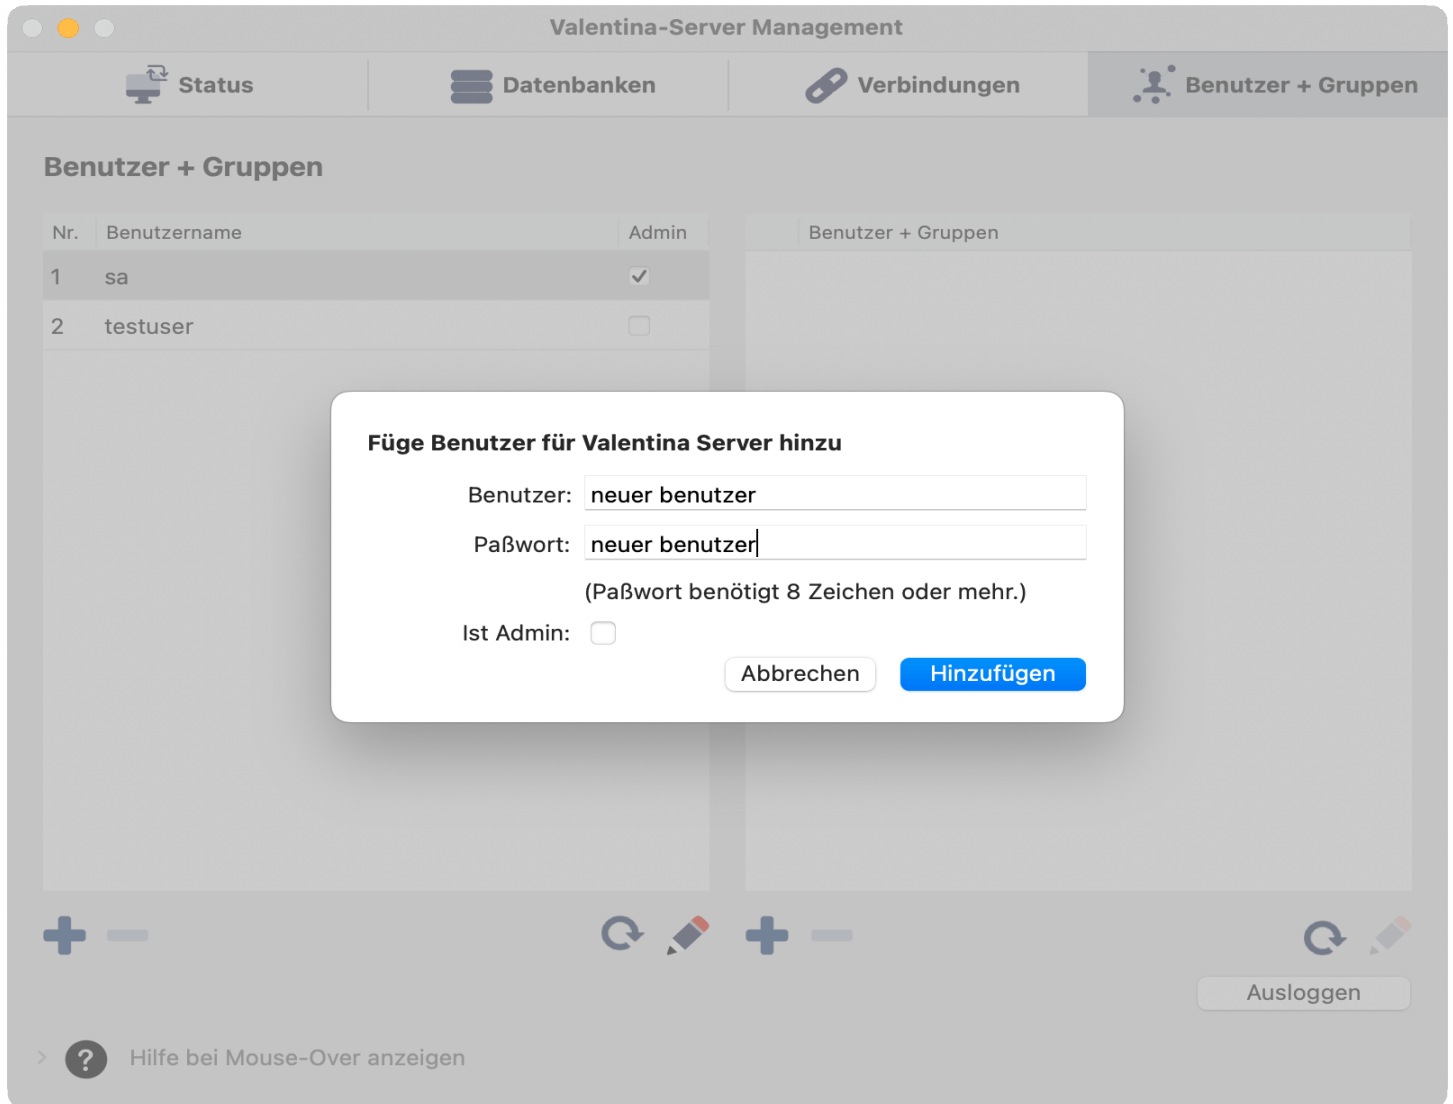 Valentina-Server Management
Status
Datenbanken
Verbindungen
Benutzer + Gruppen
Benutzer + Gruppen
Nr. Benutzername Admin
Benutzer + Gruppen
1 sa
2 testuser
Füge Benutzer für Valentina Server hinzu
Benutzer: neuer benutzer
Paßwort: neuer benutzer
(Paßwort benötigt 8 Zeichen oder mehr.)
Ist Admin:
Abbrechen
Hinzufügen
Ausloggen
? Hilfe bei Mouse-Over anzeigen